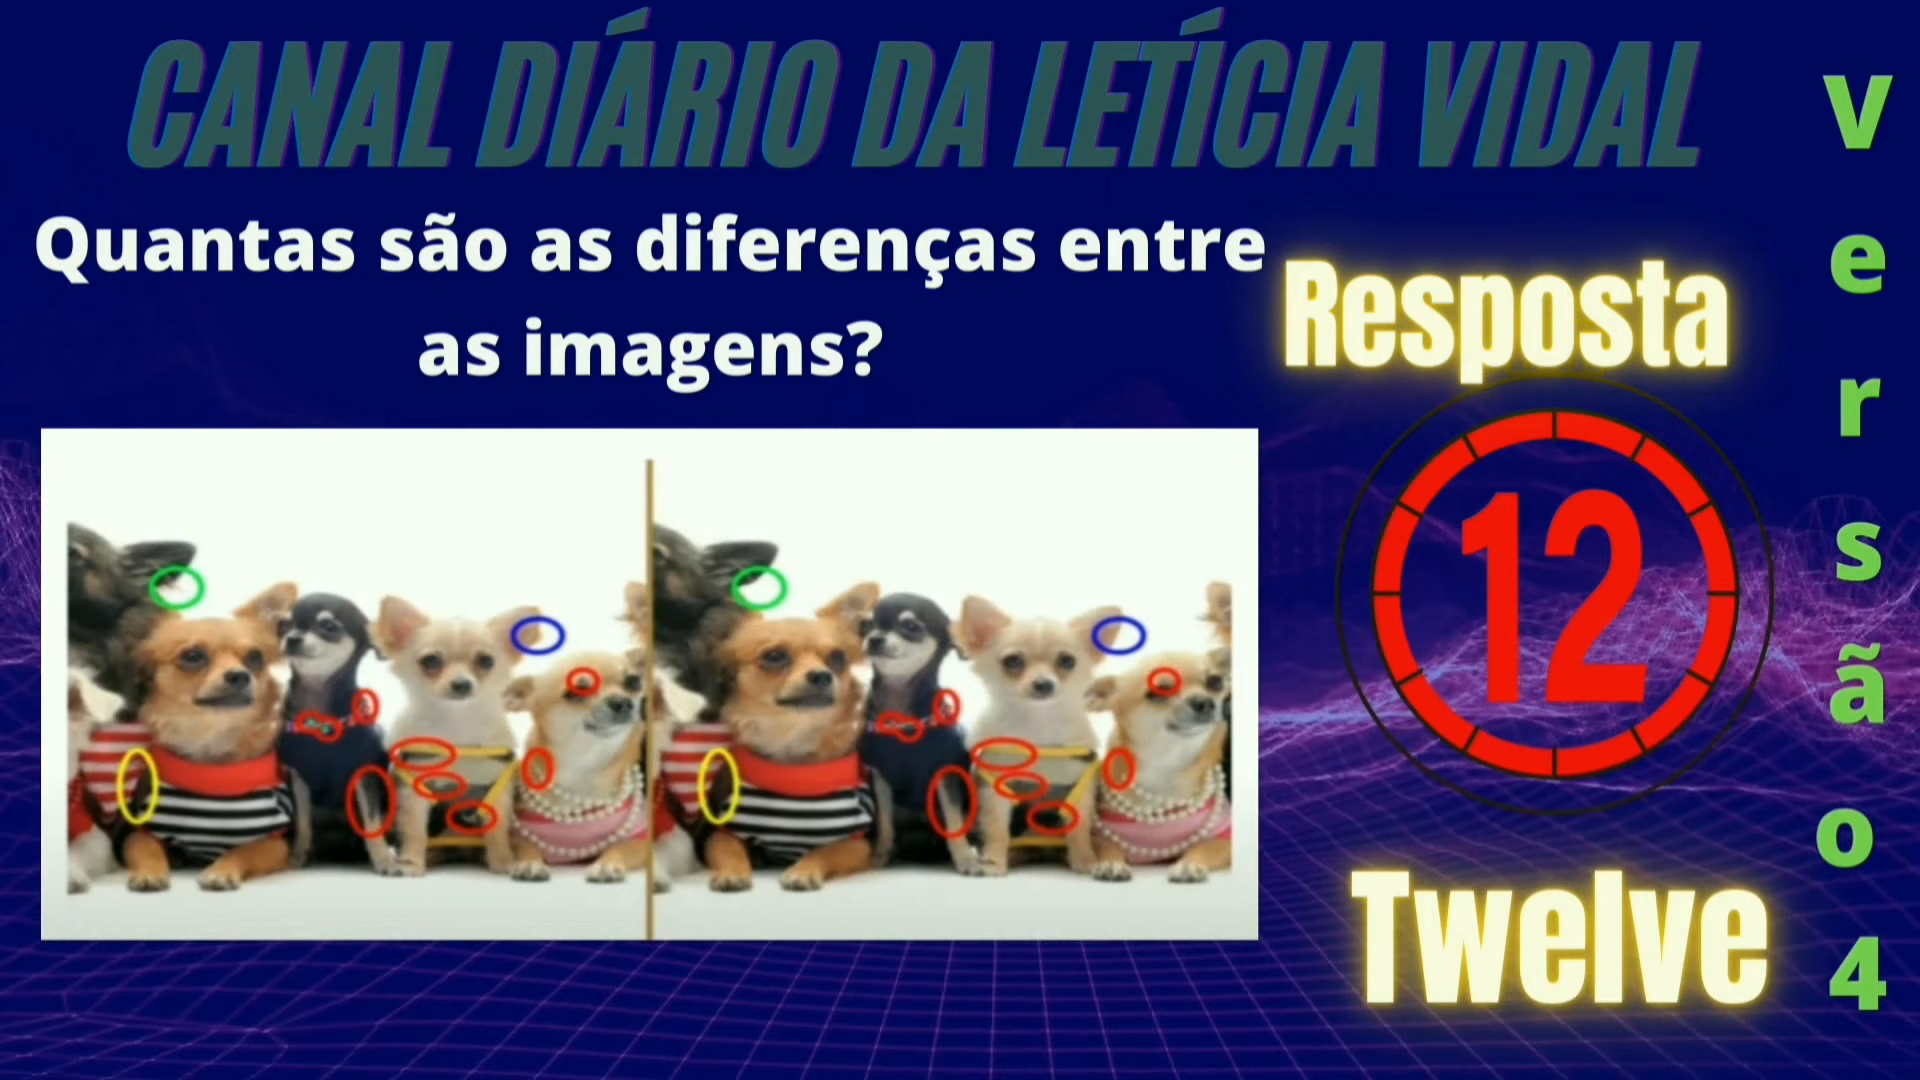 CANAL DIÁRIO DA LETÍCIA VIDAL
Quantas são as diferenças entre
as imagens?
Resposta
12
Twelve
Versão 4